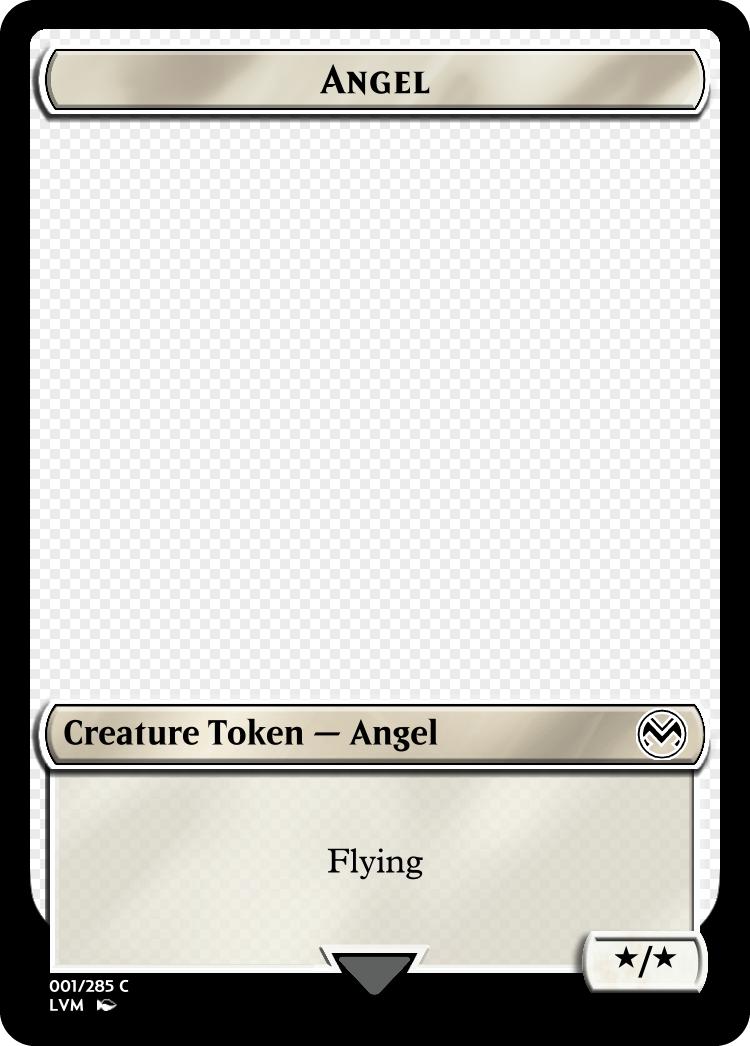 Angel
Creature Token — Angel
Flying
★/★
001/285 C
LVM